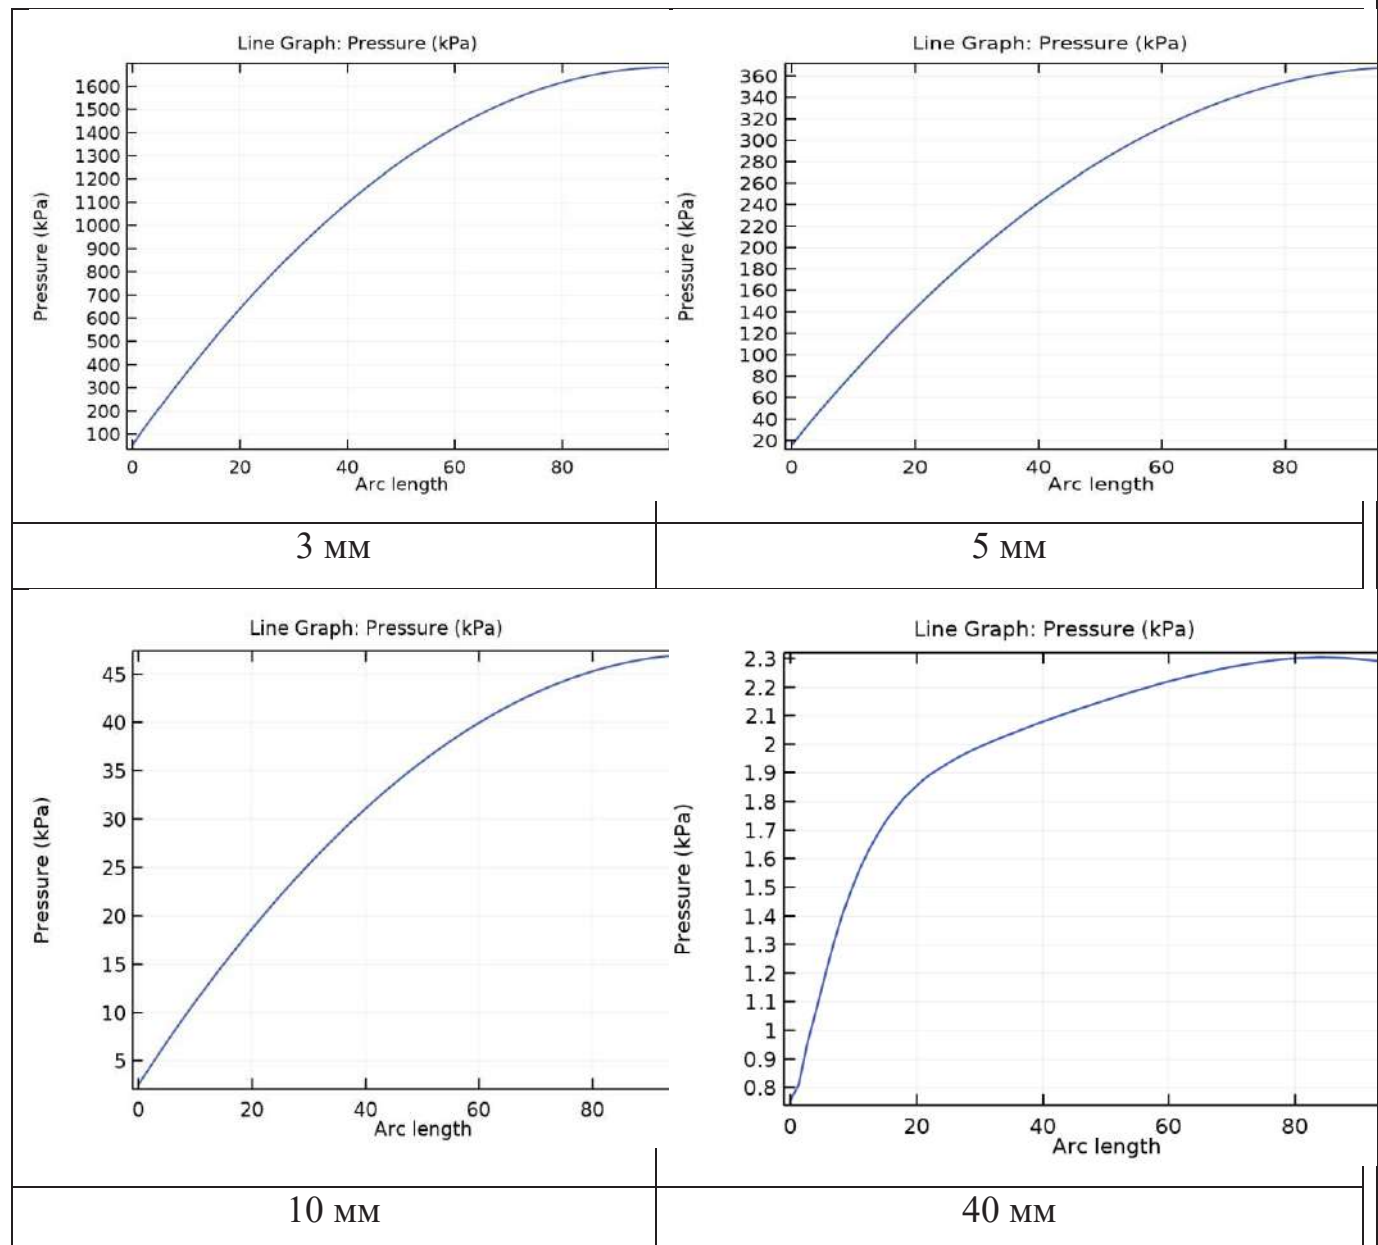 Line Graph: Pressure (kPa)
Pressure (kPa)
1600
1500
1400
1300
1200
1100
1000
900
800
700
600
500
400
300
200
100
0 20 40 60 80
Arc length
Line Graph: Pressure (kPa)
Pressure (kPa)
360
340
320
300
280
260
240
220
200
180
160
140
120
100
80
60
40
20
0 20 40 60 80
Arc length
3 мм
5 мм
Line Graph: Pressure (kPa)
Pressure (kPa)
45
40
35
30
25
20
15
10
5
0 20 40 60 80
Arc length
Line Graph: Pressure (kPa)
Pressure (kPa)
2.3
2.2
2.1
2
1.9
1.8
1.7
1.6
1.5
1.4
1.3
1.2
1.1
1
0.9
0.8
0 20 40 60 80
Arc length
10 мм
40 мм